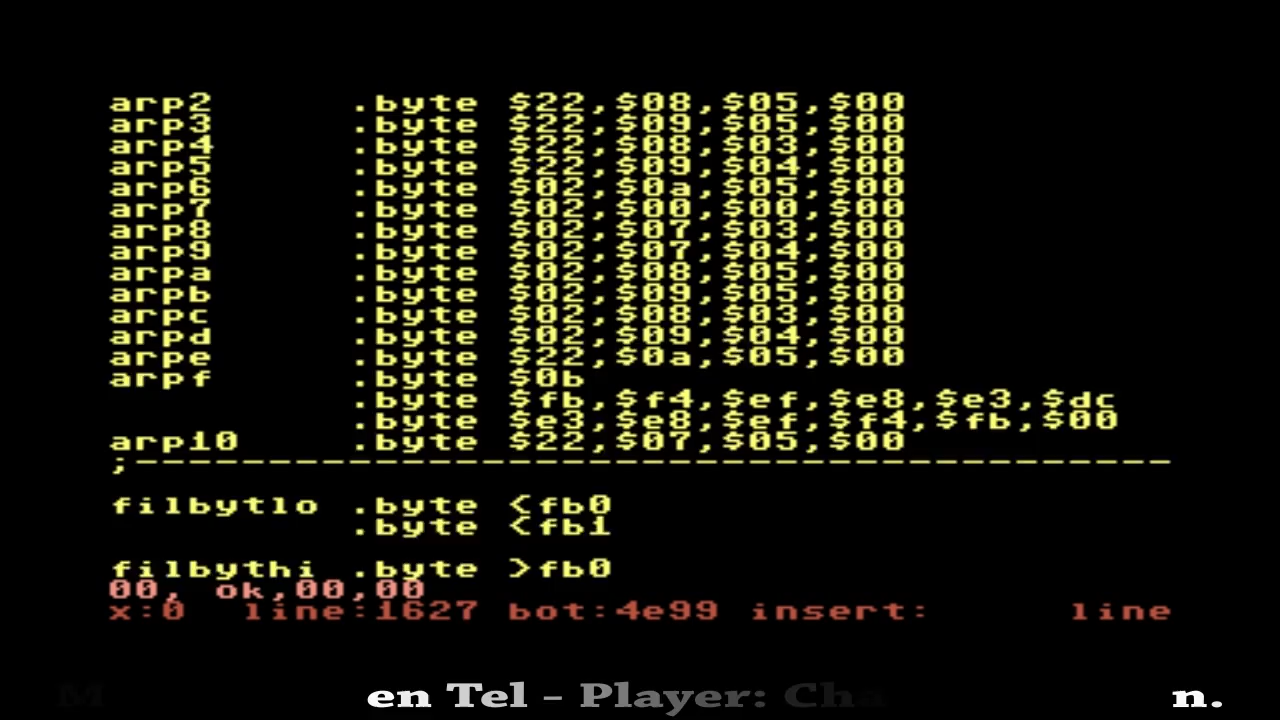 arp2 .byte $22,$08,$05,$00
arp3 .byte $22,$09,$05,$00
arp4 .byte $22,$08,$03,$00
arp5 .byte $22,$09,$04,$00
arp6 .byte $02,$0a,$05,$00
arp7 .byte $02,$00,$00,$00
arp8 .byte $02,$07,$03,$00
arp9 .byte $02,$07,$04,$00
arpa .byte $02,$08,$05,$00
arpb .byte $02,$09,$05,$00
arpc .byte $02,$08,$03,$00
arpd .byte $02,$09,$04,$00
arpe .byte $22,$0a,$05,$00
arpf .byte $0b
.byte $fb,$f4,$ef,$e8,$e3,$dc
.byte $e3,$e8,$ef,$f4,$fb,$00
arp10 .byte $22,$07,$05,$00
;---------------------------------------
filbytlo .byte <fb0
.byte <fb1
filbythi .byte >fb0
00, ok,00,00
x:0 line:1627 bot:4e99 insert: line
M en Tel – Player: Cha n.